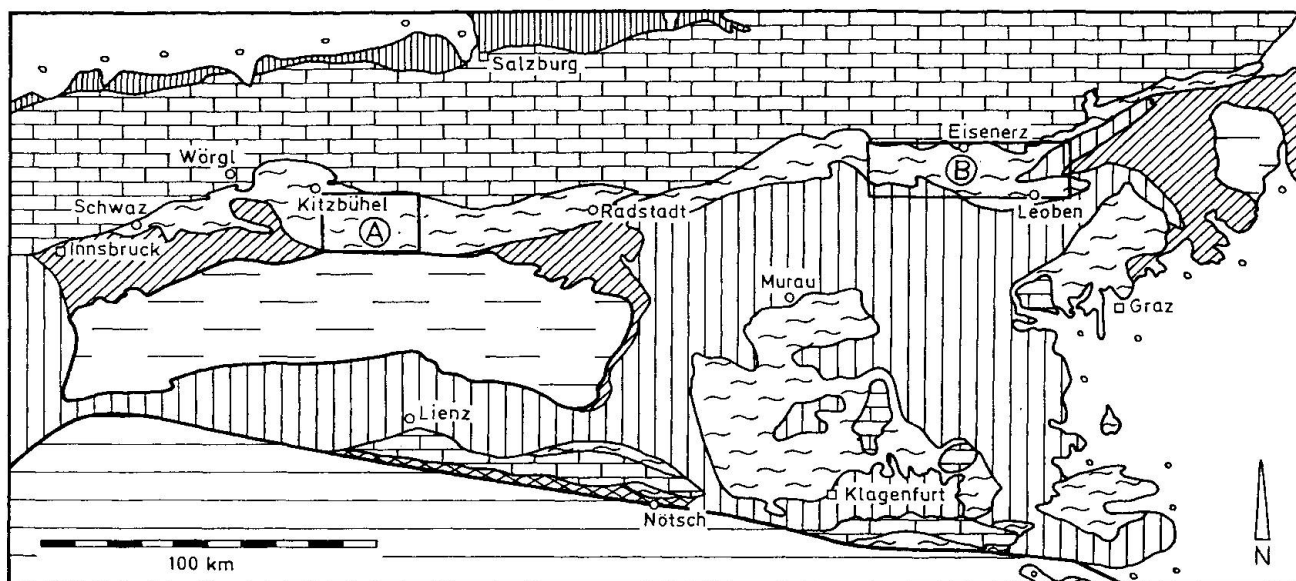 Salzburg
Eisenerz
Wörgl
B
Kitzbühel
Leoben
Schwaz
Radstadt
A
Innsbruck
Murau
Graz
Lienz
Klagenfurt
Nötsch
100 km
N